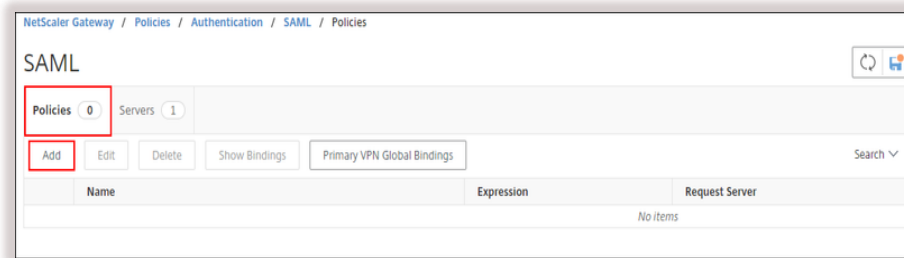 NetScaler Gateway / Policies / Authentication / SAML / Policies
SAML
Policies 0 Servers 1
Add Edit Delete Show Bindings Primary VPN Global Bindings Search
Name Expression Request Server
No items